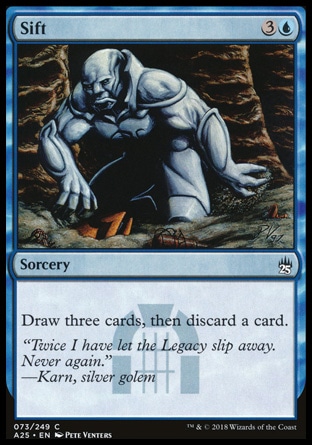 Sift 3
Sorcery
25
Draw three cards, then discard a card.
“Twice I have let the Legacy slip away.
Never again.”
—Karn, silver golem
073/249 C
A25 • EN Pete Venters
™ & © 2018 Wizards of the Coast